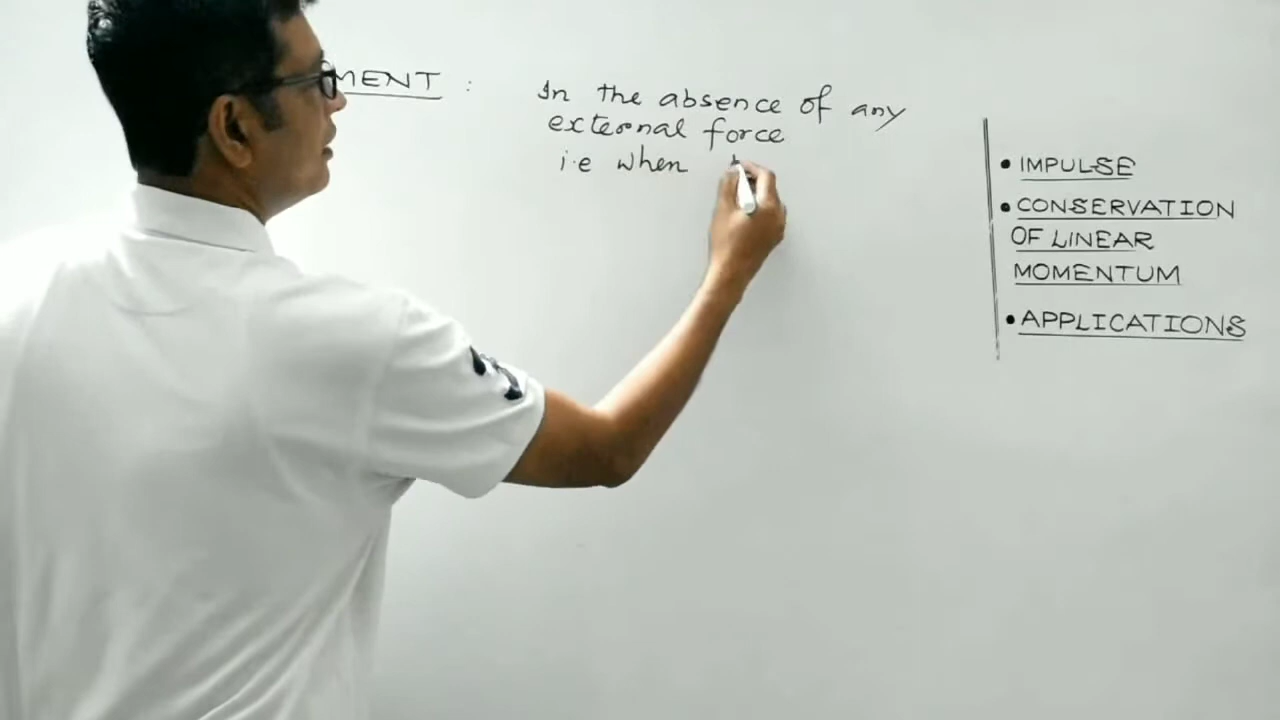 MENT :
In the absence of any
external force
i.e when
• IMPULSE
• CONSERVATION
OF LINEAR
MOMENTUM
• APPLICATIONS